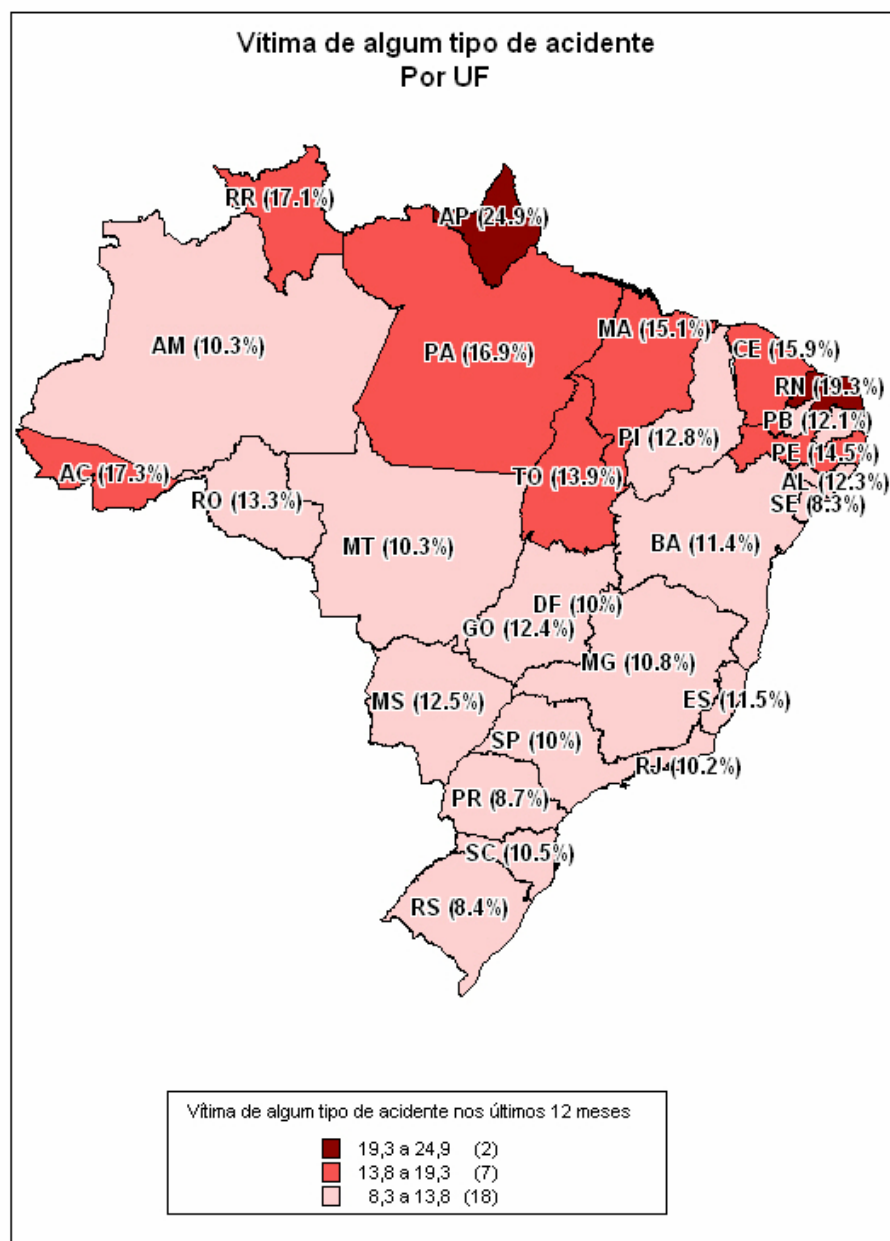 Vítima de algum tipo de acidente
Por UF
RR (17.1%)
AP (24.9%)
AM (10.3%)
PA (16.9%)
MA (15.1%)
CE (15.9%)
RN (19.3%)
PB (12.1%)
PI (12.8%)
PE (14.5%)
AC (17.3%)
TO (13.9%)
AL (12.3%)
RO (13.3%)
SE (8.3%)
MT (10.3%)
BA (11.4%)
DF (10%)
GO (12.4%)
MG (10.8%)
MS (12.5%)
ES (11.5%)
SP (10%)
RJ (10.2%)
PR (8.7%)
SC (10.5%)
RS (8.4%)
Vítima de algum tipo de acidente nos últimos 12 meses
19,3 a 24,9 (2)
13,8 a 19,3 (7)
8,3 a 13,8 (18)